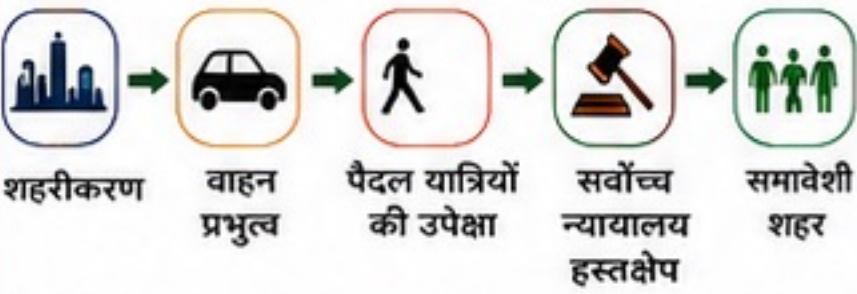 शहरीकरण
वाहन
प्रभुत्व
पैदल यात्रियों
की उपेक्षा
सर्वोच्च
न्यायालय
हस्तक्षेप
समावेशी
शहर